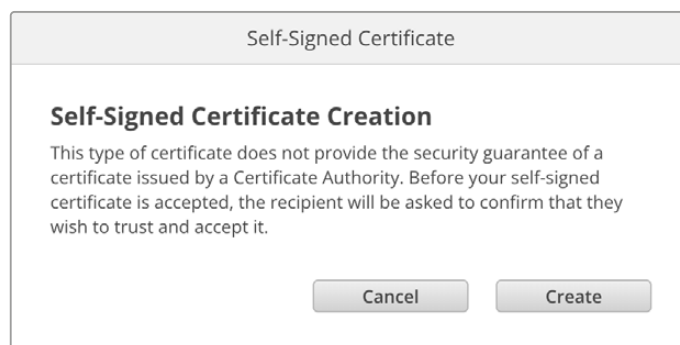 Self-Signed Certificate
Self-Signed Certificate Creation
This type of certificate does not provide the security guarantee of a
certificate issued by a Certificate Authority. Before your self-signed
certificate is accepted, the recipient will be asked to confirm that they
wish to trust and accept it.
Cancel Create